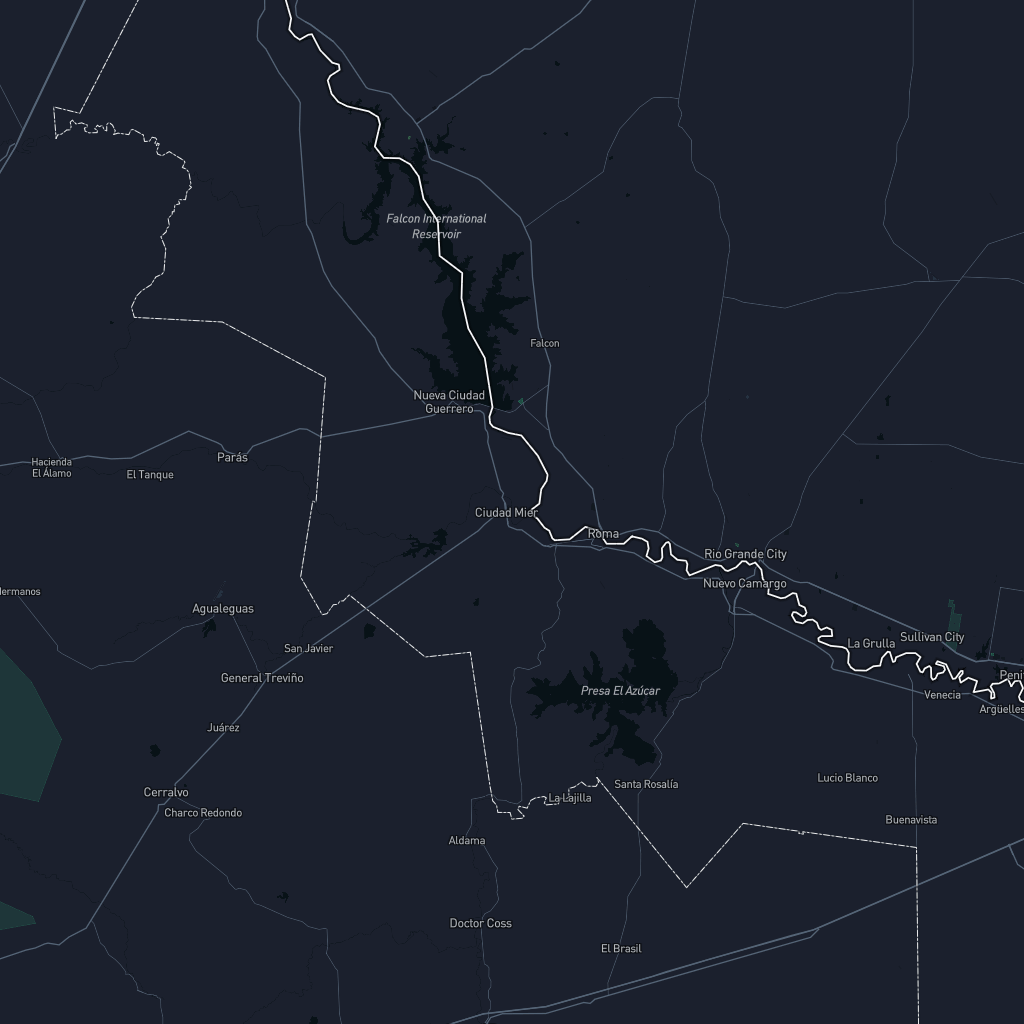 Falcon International
Reservoir
Falcon
Nueva Ciudad
Guerrero
Parás
Hacienda
El Álamo
El Tanque
Ciudad Mier
Roma
Rio Grande City
Nuevo Camargo
Agualeguas
La Grulla
Sullivan City
San Javier
General Treviño
Presa El Azúcar
Venecia
Juárez
Lucio Blanco
Santa Rosalía
Cerralvo
La Lajilla
Charco Redondo
Buenavista
Aldama
Doctor Coss
El Brasil